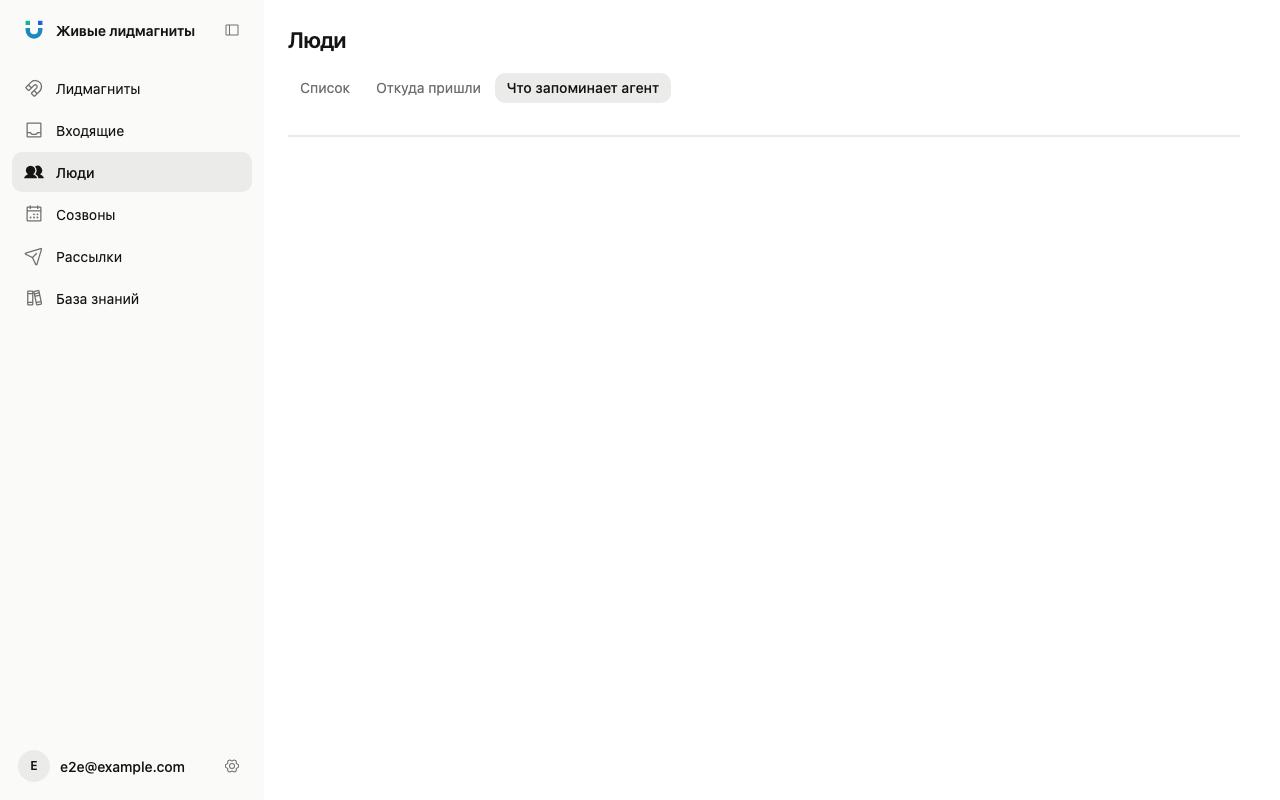 Живые лидмагниты
Лидмагниты
Входящие
Люди
Созвоны
Рассылки
База знаний
E
e2e@example.com
Люди
Список
Откуда пришли
Что запоминает агент